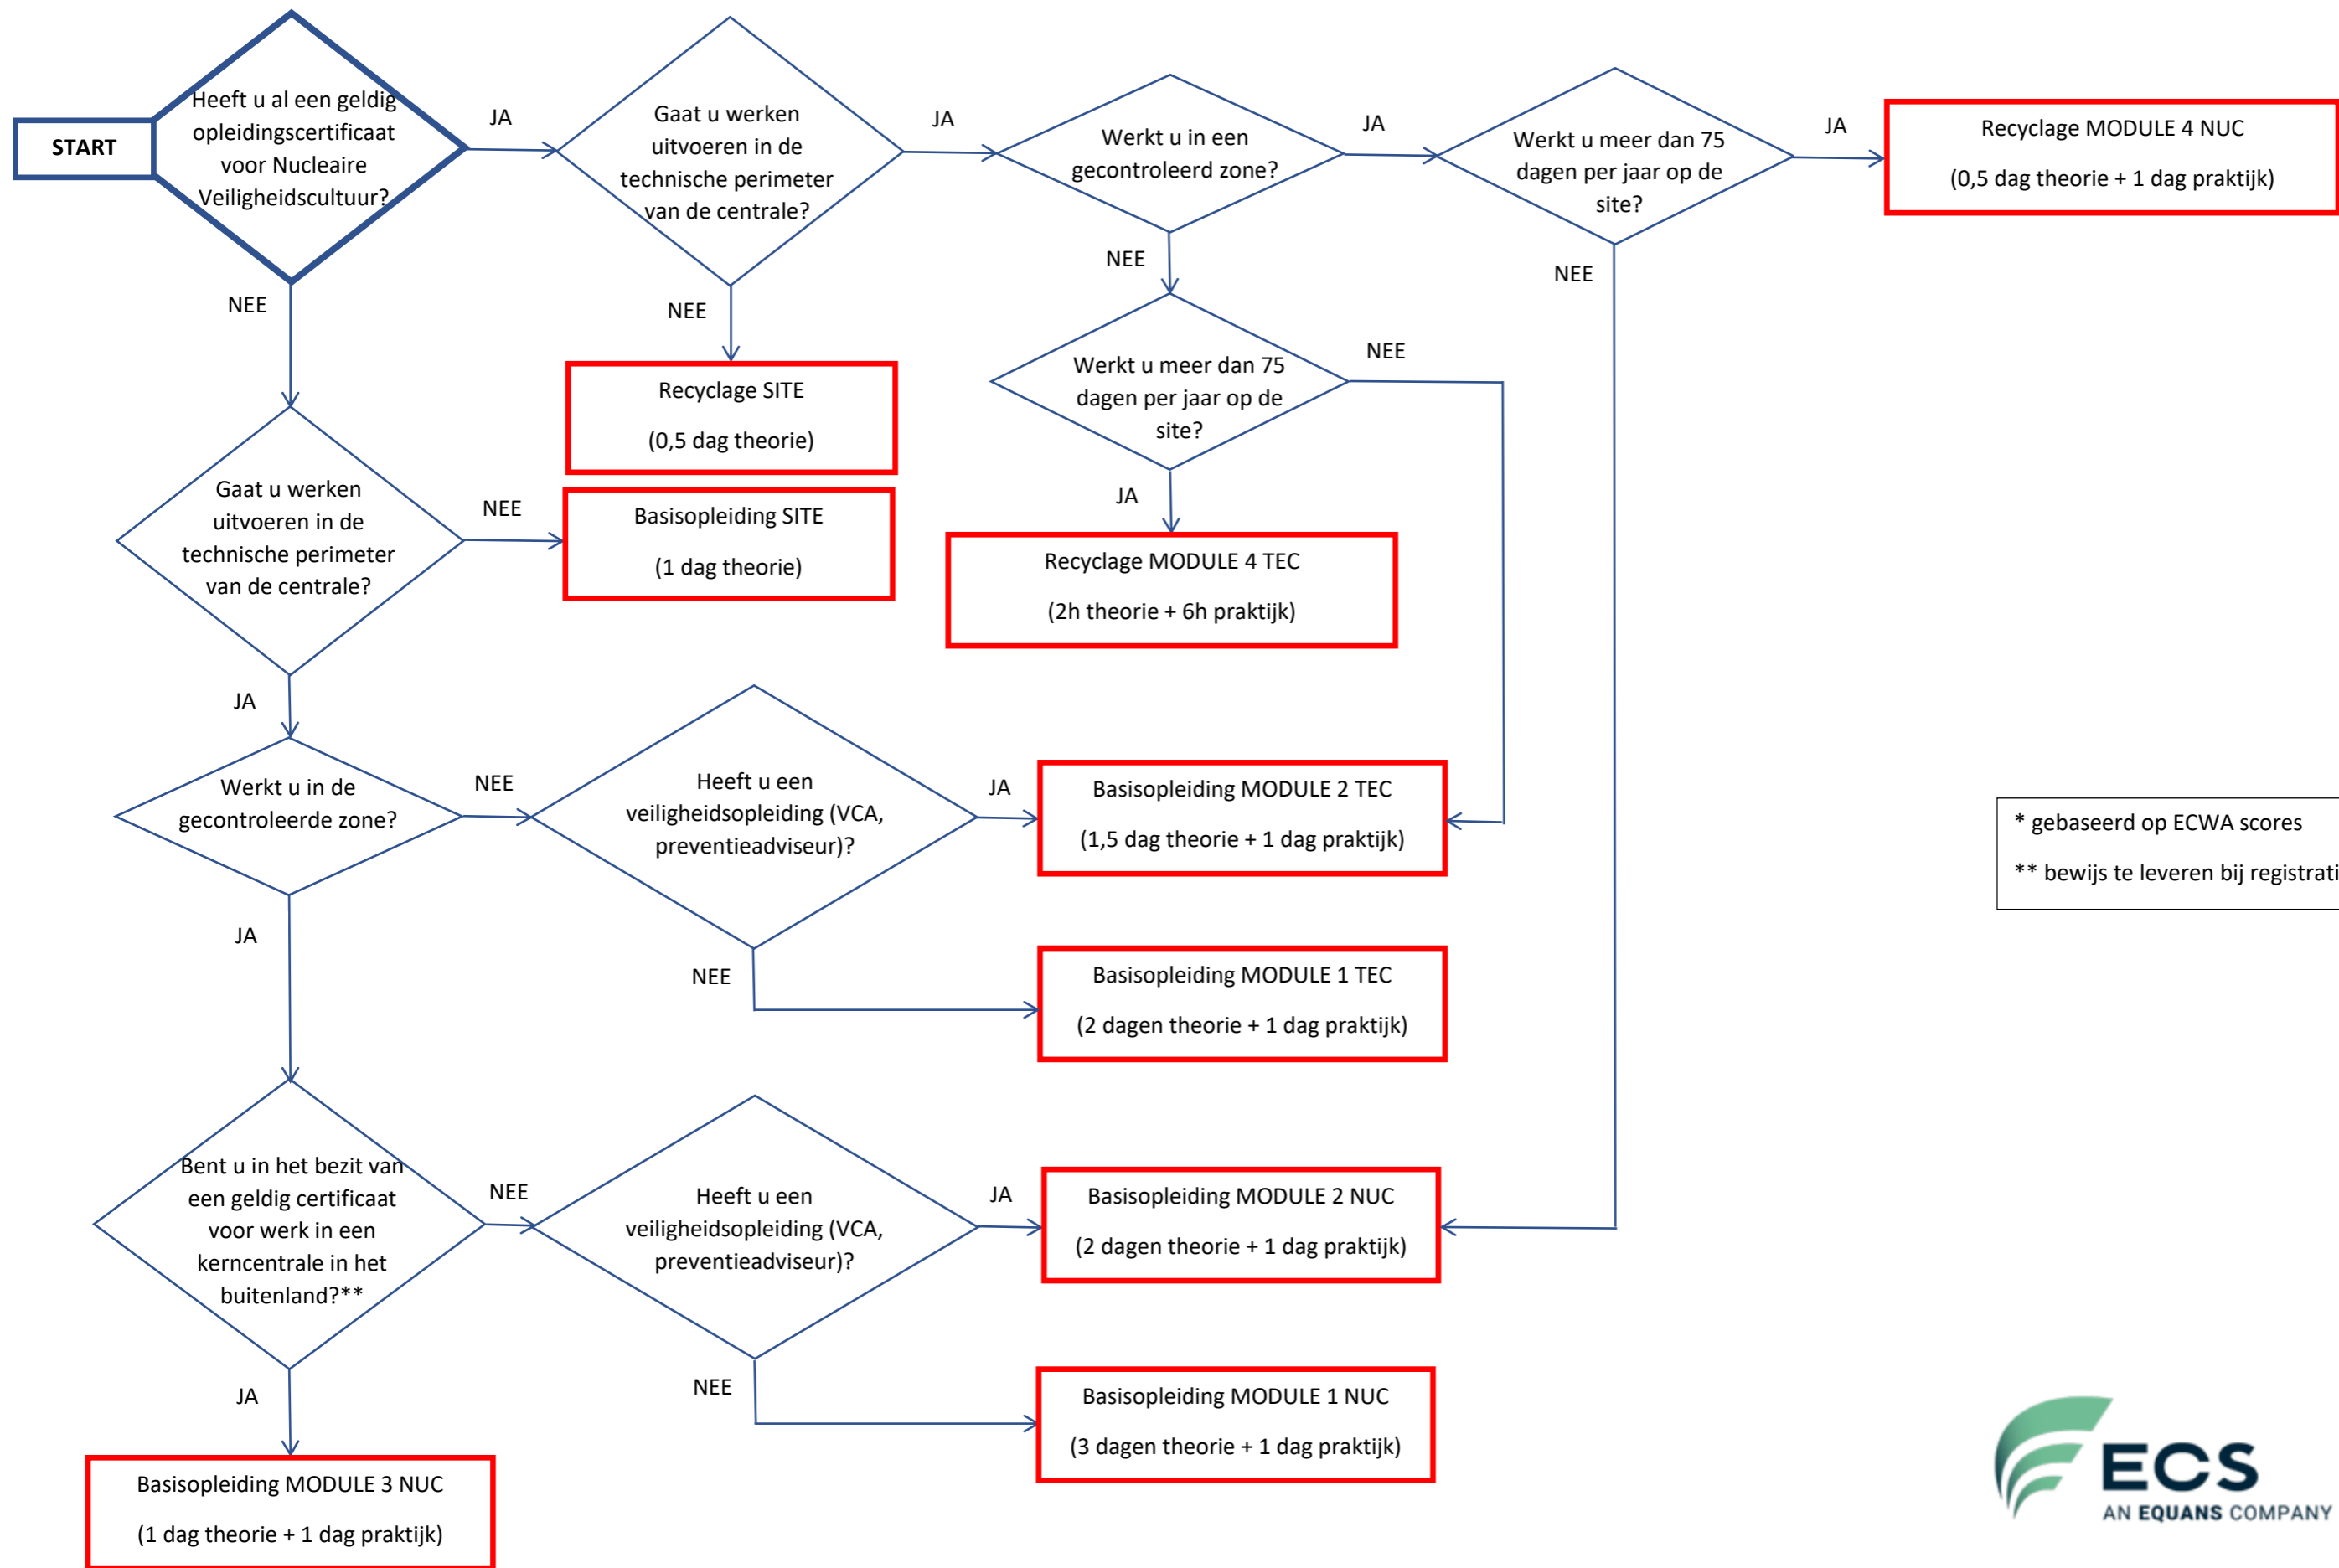 START
Heeft u al een geldig
opleidingscertificaat
voor Nucleaire
Veiligheidscultuur?
JA
NEE
Gaat u werken
uitvoeren in de
technische perimeter
van de centrale?
JA
NEE
Werkt u in een
gecontroleerd zone?
JA
NEE
Werkt u meer dan 75
dagen per jaar op de
site?
JA
NEE
Recyclage MODULE 4 NUC
(0,5 dag theorie + 1 dag praktijk)
Recyclage SITE
(0,5 dag theorie)
Werkt u meer dan 75
dagen per jaar op de
site?
NEE
JA
Gaat u werken
uitvoeren in de
technische perimeter
van de centrale?
NEE
JA
Basisopleiding SITE
(1 dag theorie)
Recyclage MODULE 4 TEC
(2h theorie + 6h praktijk)
Werkt u in de
gecontroleerde zone?
NEE
JA
Heeft u een
veiligheidsopleiding (VCA,
preventieadviseur)?
JA
NEE
Basisopleiding MODULE 2 TEC
(1,5 dag theorie + 1 dag praktijk)
* gebaseerd op ECWA scores
** bewijs te leveren bij registrati
Basisopleiding MODULE 1 TEC
(2 dagen theorie + 1 dag praktijk)
Bent u in het bezit van
een geldig certificaat
voor werk in een
kerncentrale in het
buitenland?**
NEE
JA
Heeft u een
veiligheidsopleiding (VCA,
preventieadviseur)?
JA
NEE
Basisopleiding MODULE 2 NUC
(2 dagen theorie + 1 dag praktijk)
Basisopleiding MODULE 1 NUC
(3 dagen theorie + 1 dag praktijk)
Basisopleiding MODULE 3 NUC
(1 dag theorie + 1 dag praktijk)
ECS
AN EQUANS COMPANY